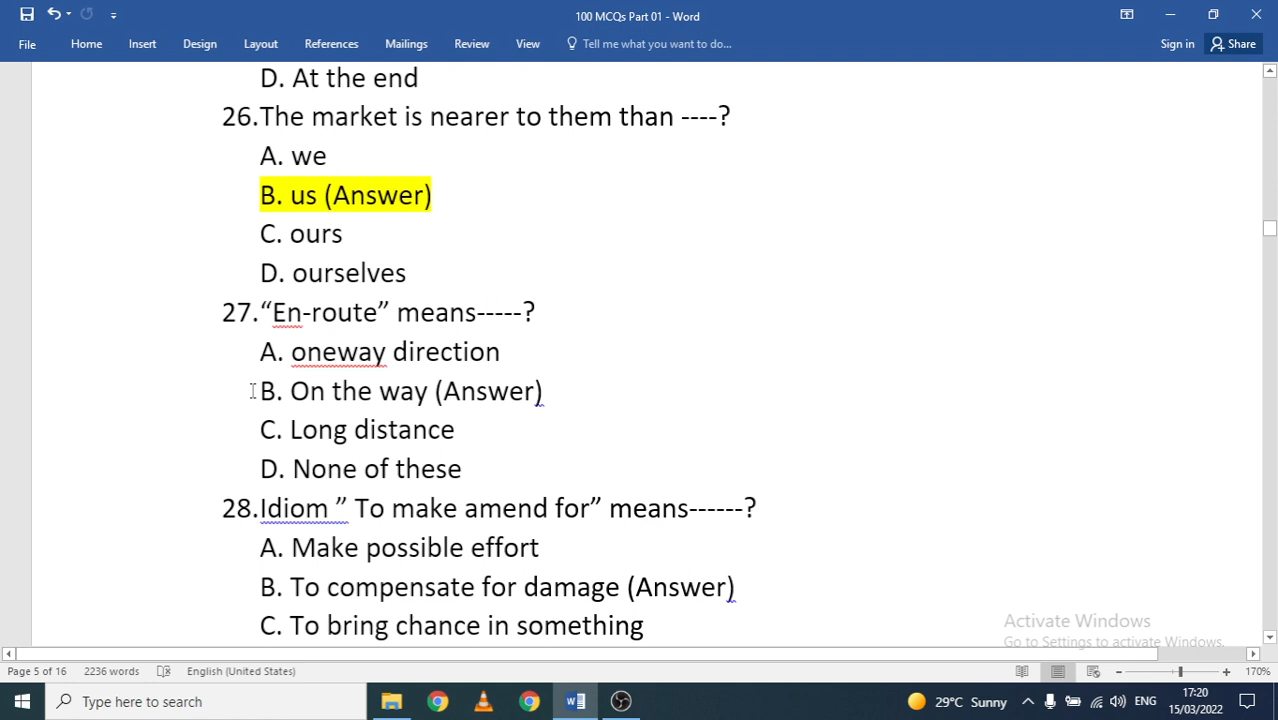 100 MCQs Part 01 - Word
File Home Insert Design Layout References Mailings Review View Tell me what you want to do... Sign in Share
D. At the end
26.The market is nearer to them than ----?
A. we
B. us (Answer)
C. ours
D. ourselves
27.“En-route” means-----?
A. oneway direction
B. On the way (Answer)
C. Long distance
D. None of these
28.Idiom ” To make amend for” means------?
A. Make possible effort
B. To compensate for damage (Answer)
C. To bring chance in something
Activate Windows
Go to Settings to activate Windows.
Page 5 of 16 2236 words English (United States) 170%
Type here to search 29°C Sunny ENG 17:20
15/03/2022